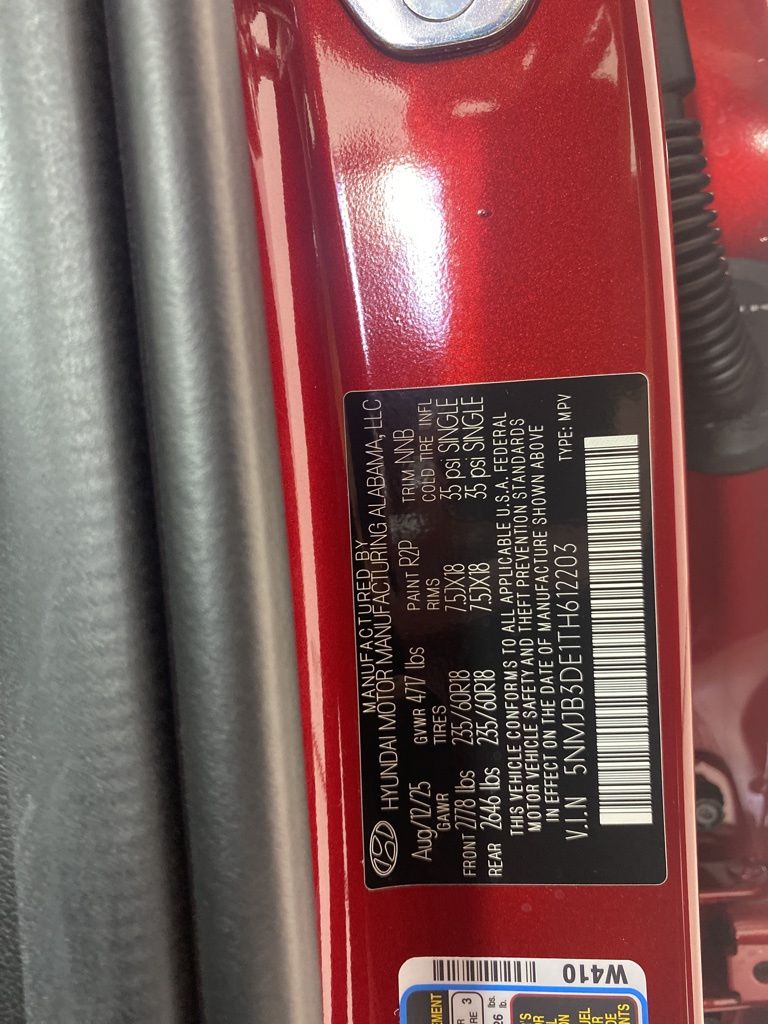 MANUFACTURED BY
HYUNDAI MOTOR MANUFACTURING ALABAMA, LLC
Aug/12/25 GVWR 4717 lbs PAINT R2P TRIM NNB
GAWR TIRES RIMS COLD TIRE INFL
FRONT 2778 lbs 235/60R18 7.5JX18 35 psi SINGLE
REAR 2646 lbs 235/60R18 7.5JX18 35 psi SINGLE
THIS VEHICLE CONFORMS TO ALL APPLICABLE U.S.A. FEDERAL
MOTOR VEHICLE SAFETY AND THEFT PREVENTION STANDARDS
IN EFFECT ON THE DATE OF MANUFACTURE SHOWN ABOVE
V.I.N 5NMJB3DE1TH612203 TYPE: MPV
W410